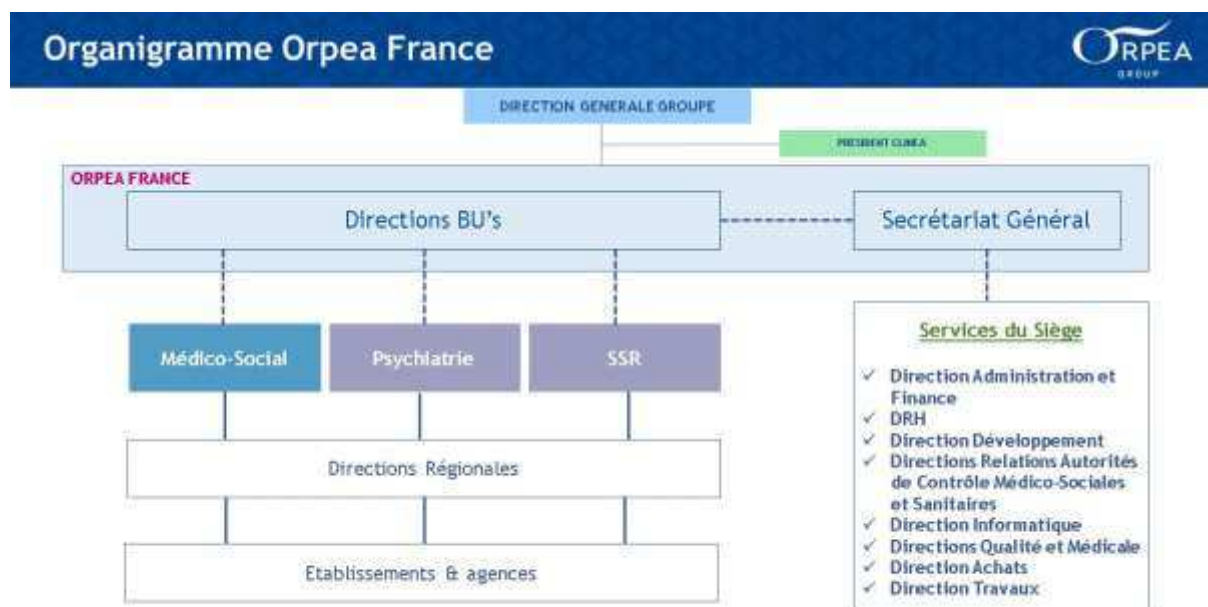 Organigramme Orpea France
ORPEA
GROUP
DIRECTION GENERALE GROUPE
PRESIDENT CLINEA
ORPEA FRANCE
Directions BU's
Secrétariat Général
Médico-Social
Psychiatrie
SSR
Directions Régionales
Etablissements & agences
Services du Siège
✓ Direction Administration et
Finance
✓ DRH
✓ Direction Développement
✓ Directions Relations Autorités
de Contrôle Médico-Sociales
et Sanitaires
✓ Direction Informatique
✓ Directions Qualité et Médicale
✓ Direction Achats
✓ Direction Travaux